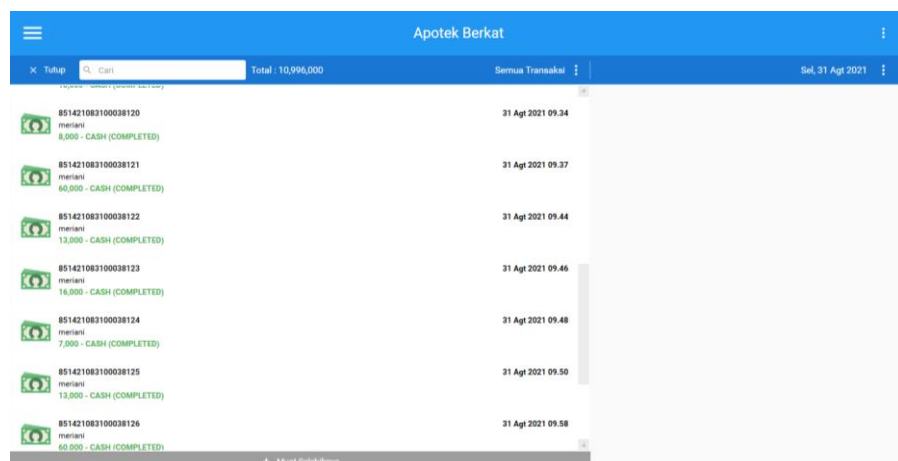 Apotek Berkat
Tutup
Cari
Total : 10,996,000
Semua Transaksi
Sel, 31 Agt 2021
851421083100038120
31 Agt 2021 09.34
meriani
8,000 - CASH (COMPLETED)
851421083100038121
31 Agt 2021 09.37
meriani
60,000 - CASH (COMPLETED)
851421083100038122
31 Agt 2021 09.44
meriani
13,000 - CASH (COMPLETED)
851421083100038123
31 Agt 2021 09.46
meriani
16,000 - CASH (COMPLETED)
851421083100038124
31 Agt 2021 09.48
meriani
7,000 - CASH (COMPLETED)
851421083100038125
31 Agt 2021 09.50
meriani
13,000 - CASH (COMPLETED)
851421083100038126
31 Agt 2021 09.58
meriani
60,000 - CASH (COMPLETED)